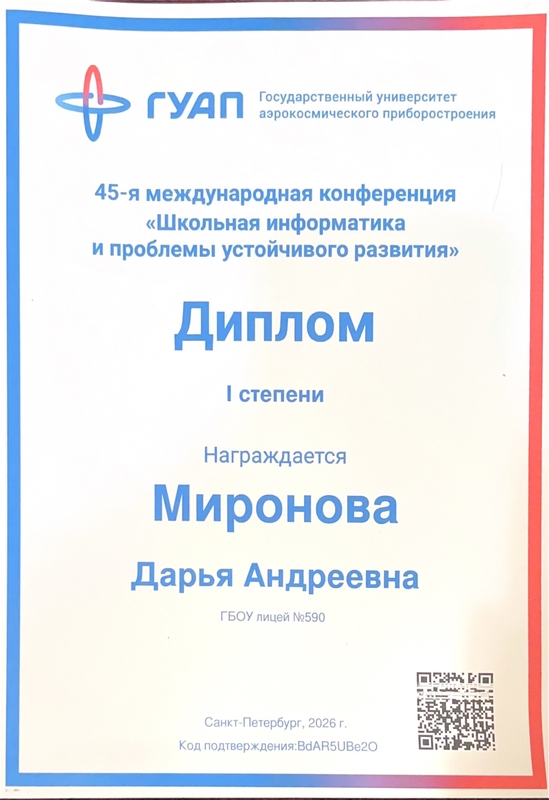 ГУАП
Государственный университет
аэрокосмического приборостроения
45-я международная конференция
«Школьная информатика
и проблемы устойчивого развития»
Диплом
I степени
Награждается
Миронова
Дарья Андреевна
ГБОУ лицей №590
Санкт-Петербург, 2026 г.
Код подтверждения:BdAR5UBe2O